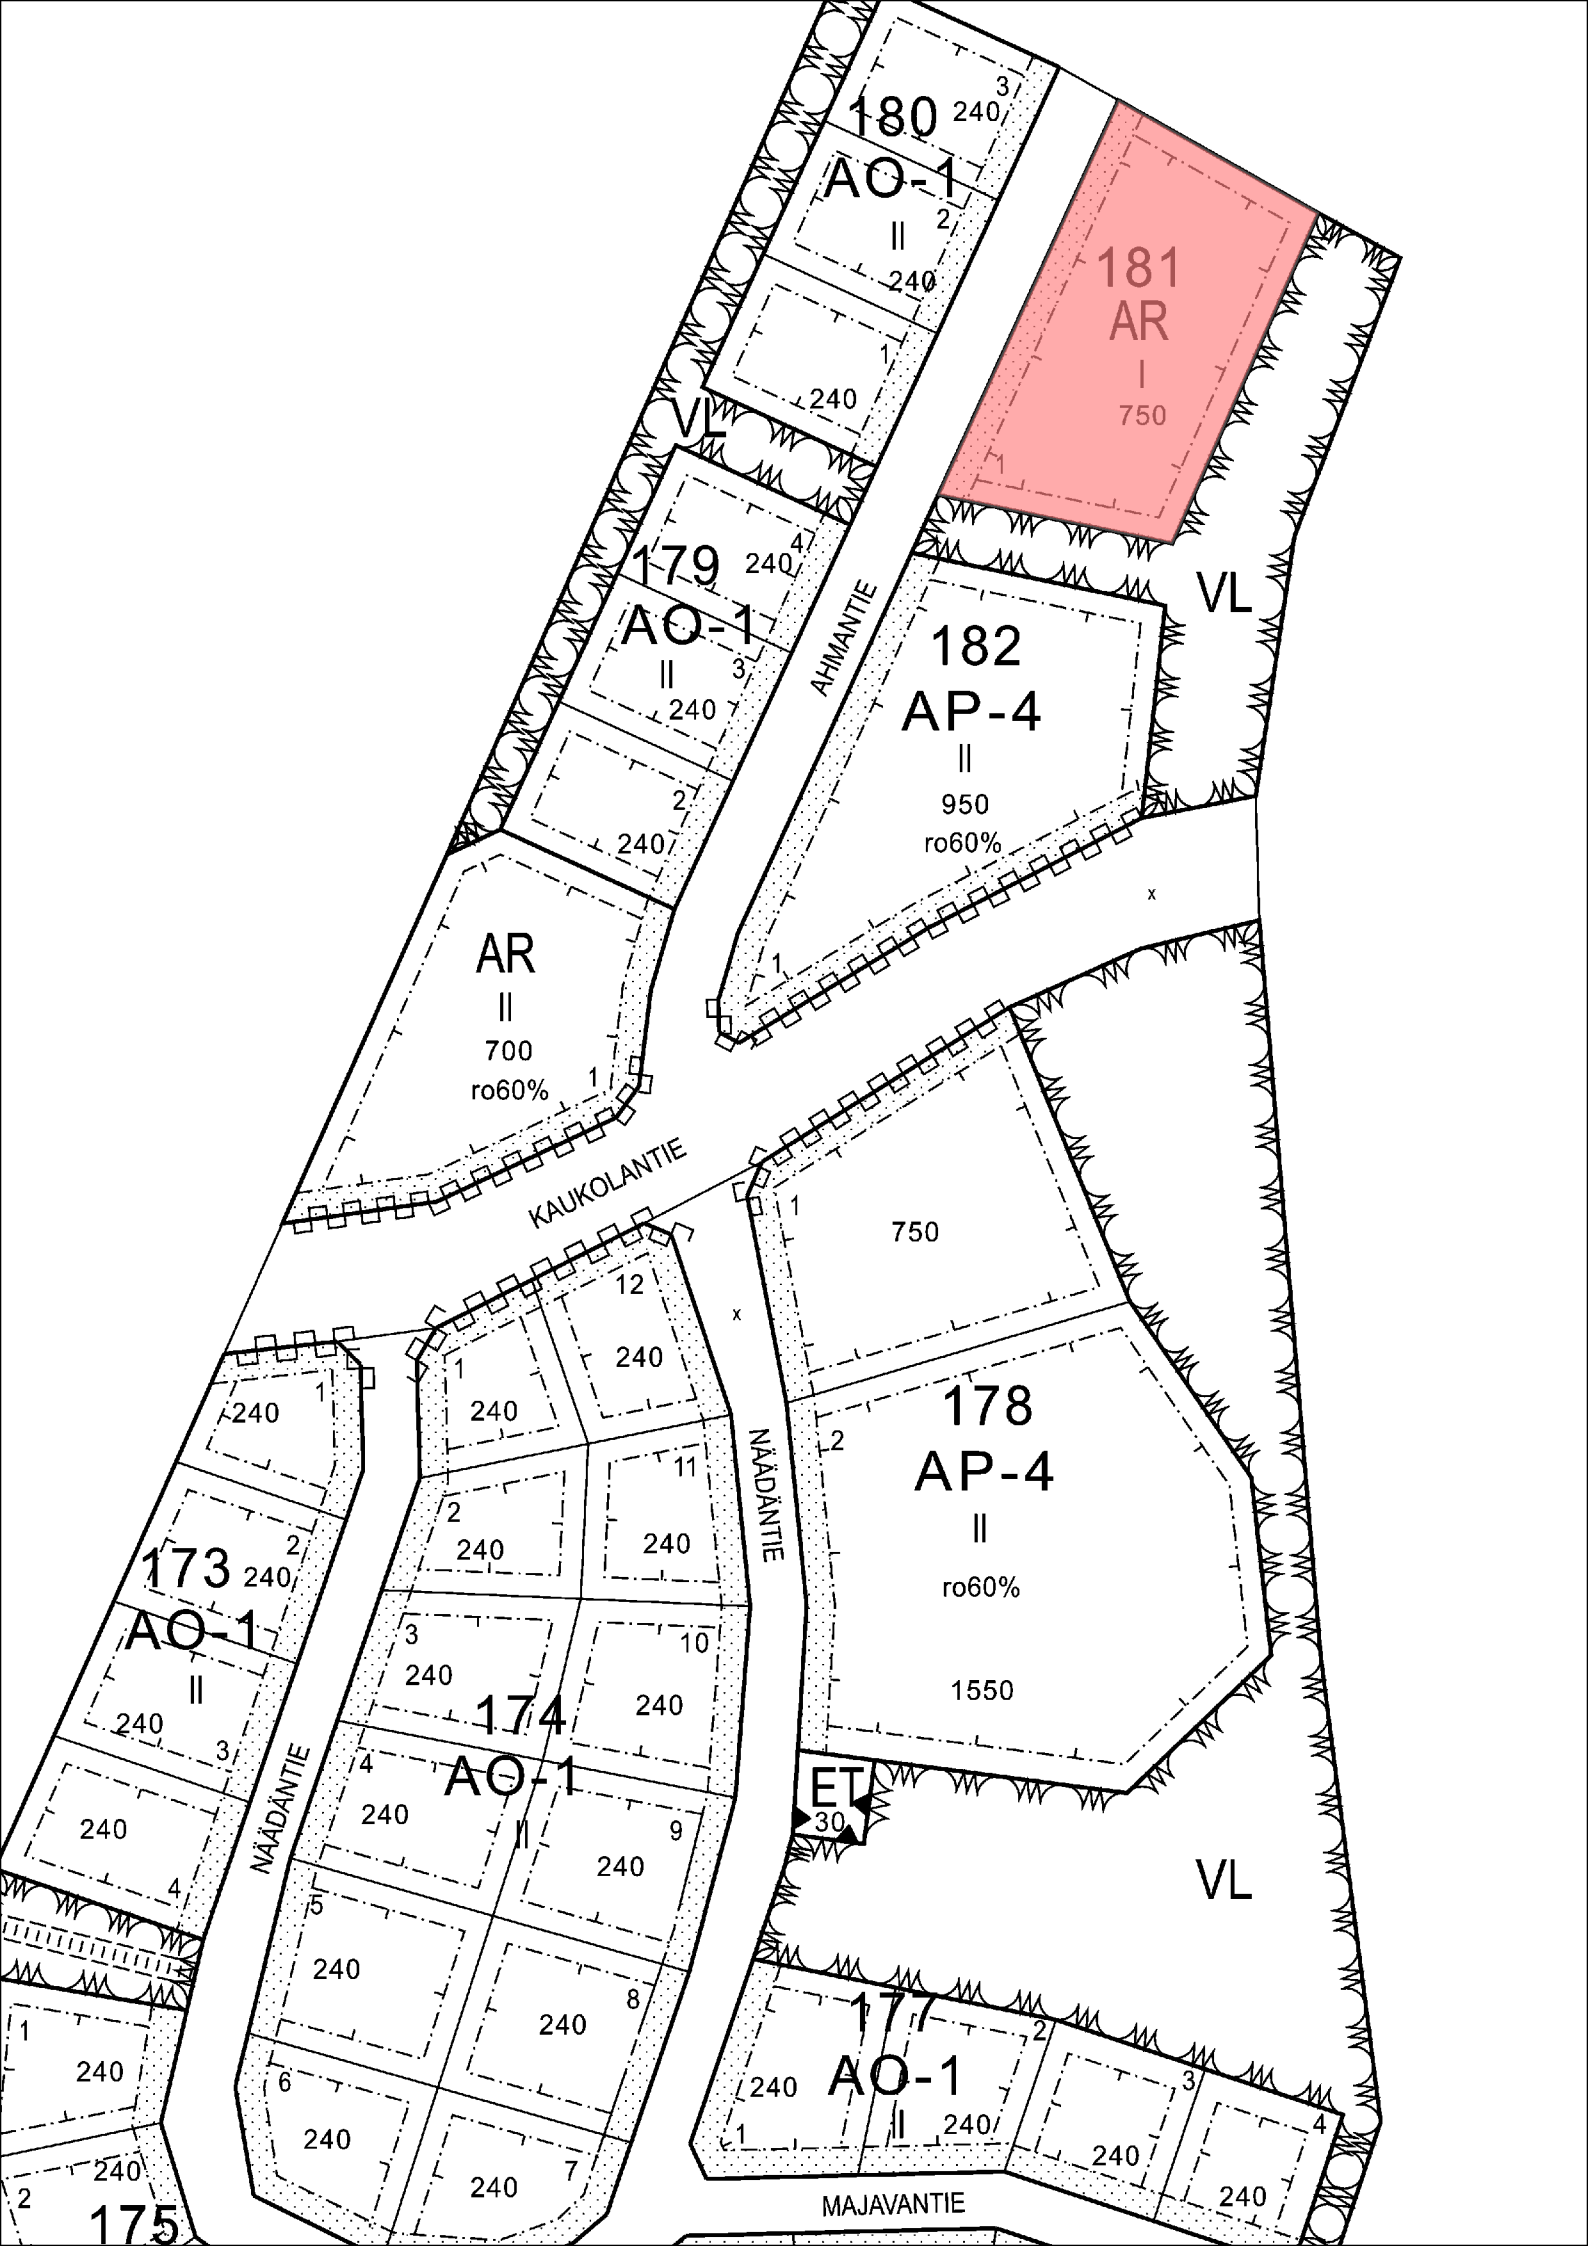 3
240
180
AO-1
II
2
240
1
240
181
AR
I
750
1
VL
4
240
179
AO-1
II
3
240
2
240
AHMANTIE
VL
182
AP-4
II
950
ro60%
1
x
AR
II
700
ro60%
1
KAUKOLANTIE
1
750
12
240
x
1
240
1
240
NÄÄDÄNTIE
2
178
AP-4
II
ro60%
1550
11
240
2
240
2
240
173
AO-1
II
240
3
240
4
3
240
10
240
174
AO-1
II
4
240
9
240
NÄÄDÄNTIE
ET
30
VL
5
240
8
240
177
AO-1
II
240
1
2
240
3
240
4
240
1
240
6
240
7
240
240
2
175
MAJAVANTIE